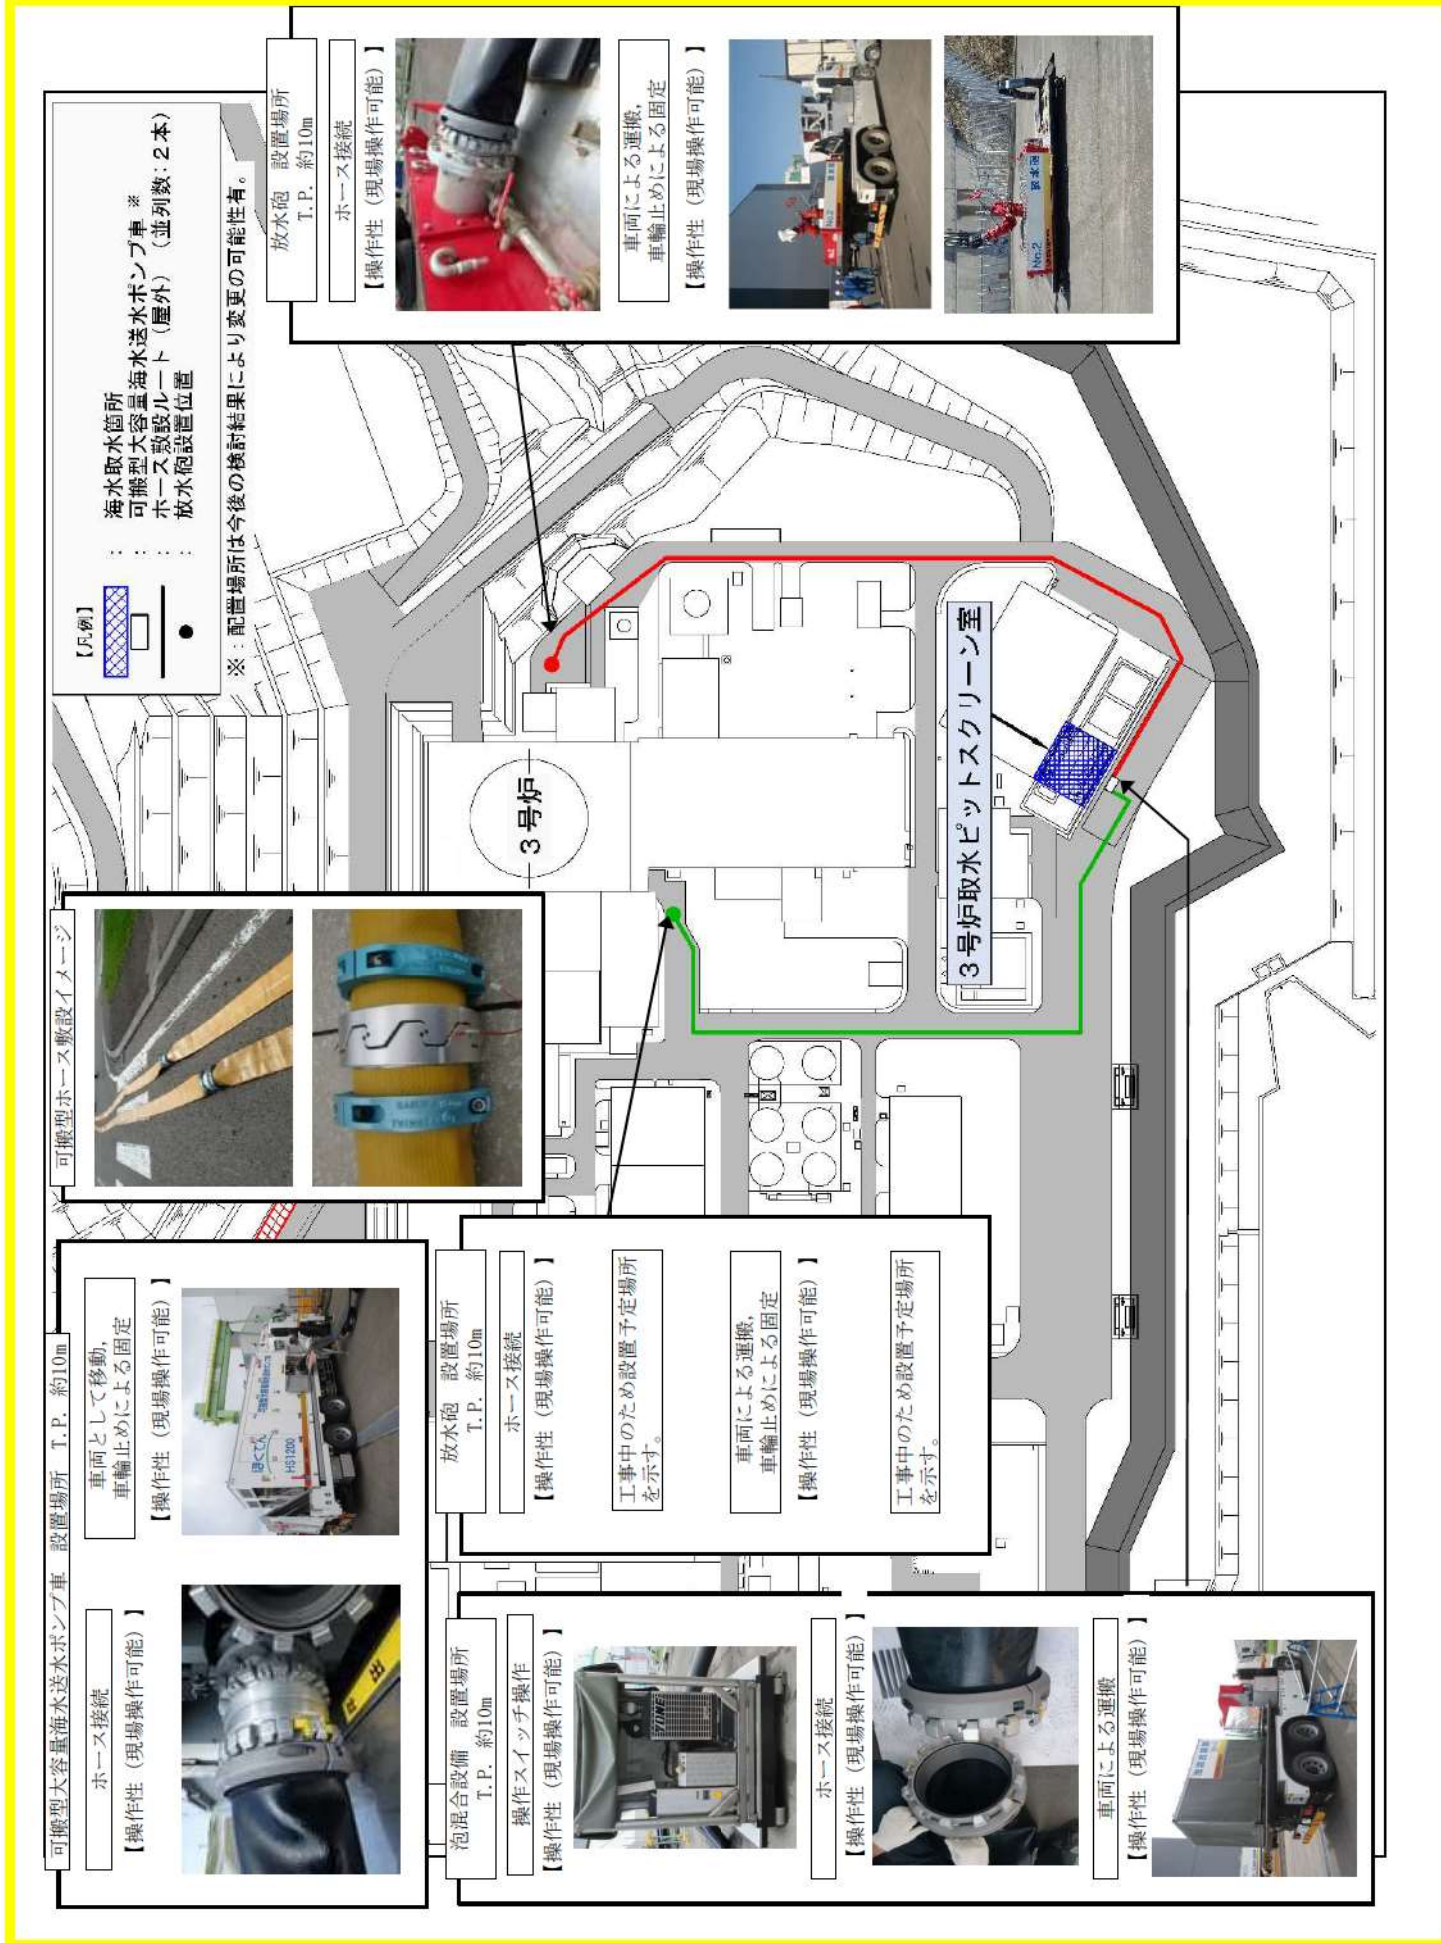 可搬型大容量海水送水ポンプ車 設置場所 T.P. 約10m
ホース接続
【操作性（現場操作可能）】
車両として移動,
車輪止めによる固定
【操作性（現場操作可能）】
ほくでん
HS1200
可搬型ホース敷設イメージ
【凡例】
： 海水取水箇所
： 可搬型大容量海水送水ポンプ車 ※
： ホース敷設ルート（屋外）（並列数：２本）
： 放水砲設置位置
※：配置場所は今後の検討結果により変更の可能性有。
放水砲 設置場所
T.P. 約10m
ホース接続
【操作性（現場操作可能）】
車両による運搬,
車輪止めによる固定
【操作性（現場操作可能）】
No.2
放水砲
３号炉
３号炉取水ピットスクリーン室
放水砲 設置場所
T.P. 約10m
ホース接続
【操作性（現場操作可能）】
工事中のため設置予定場所
を示す。
車両による運搬,
車輪止めによる固定
【操作性（現場操作可能）】
工事中のため設置予定場所
を示す。
泡混合設備 設置場所
T.P. 約10m
操作スイッチ操作
【操作性（現場操作可能）】
ホース接続
【操作性（現場操作可能）】
車両による運搬
【操作性（現場操作可能）】